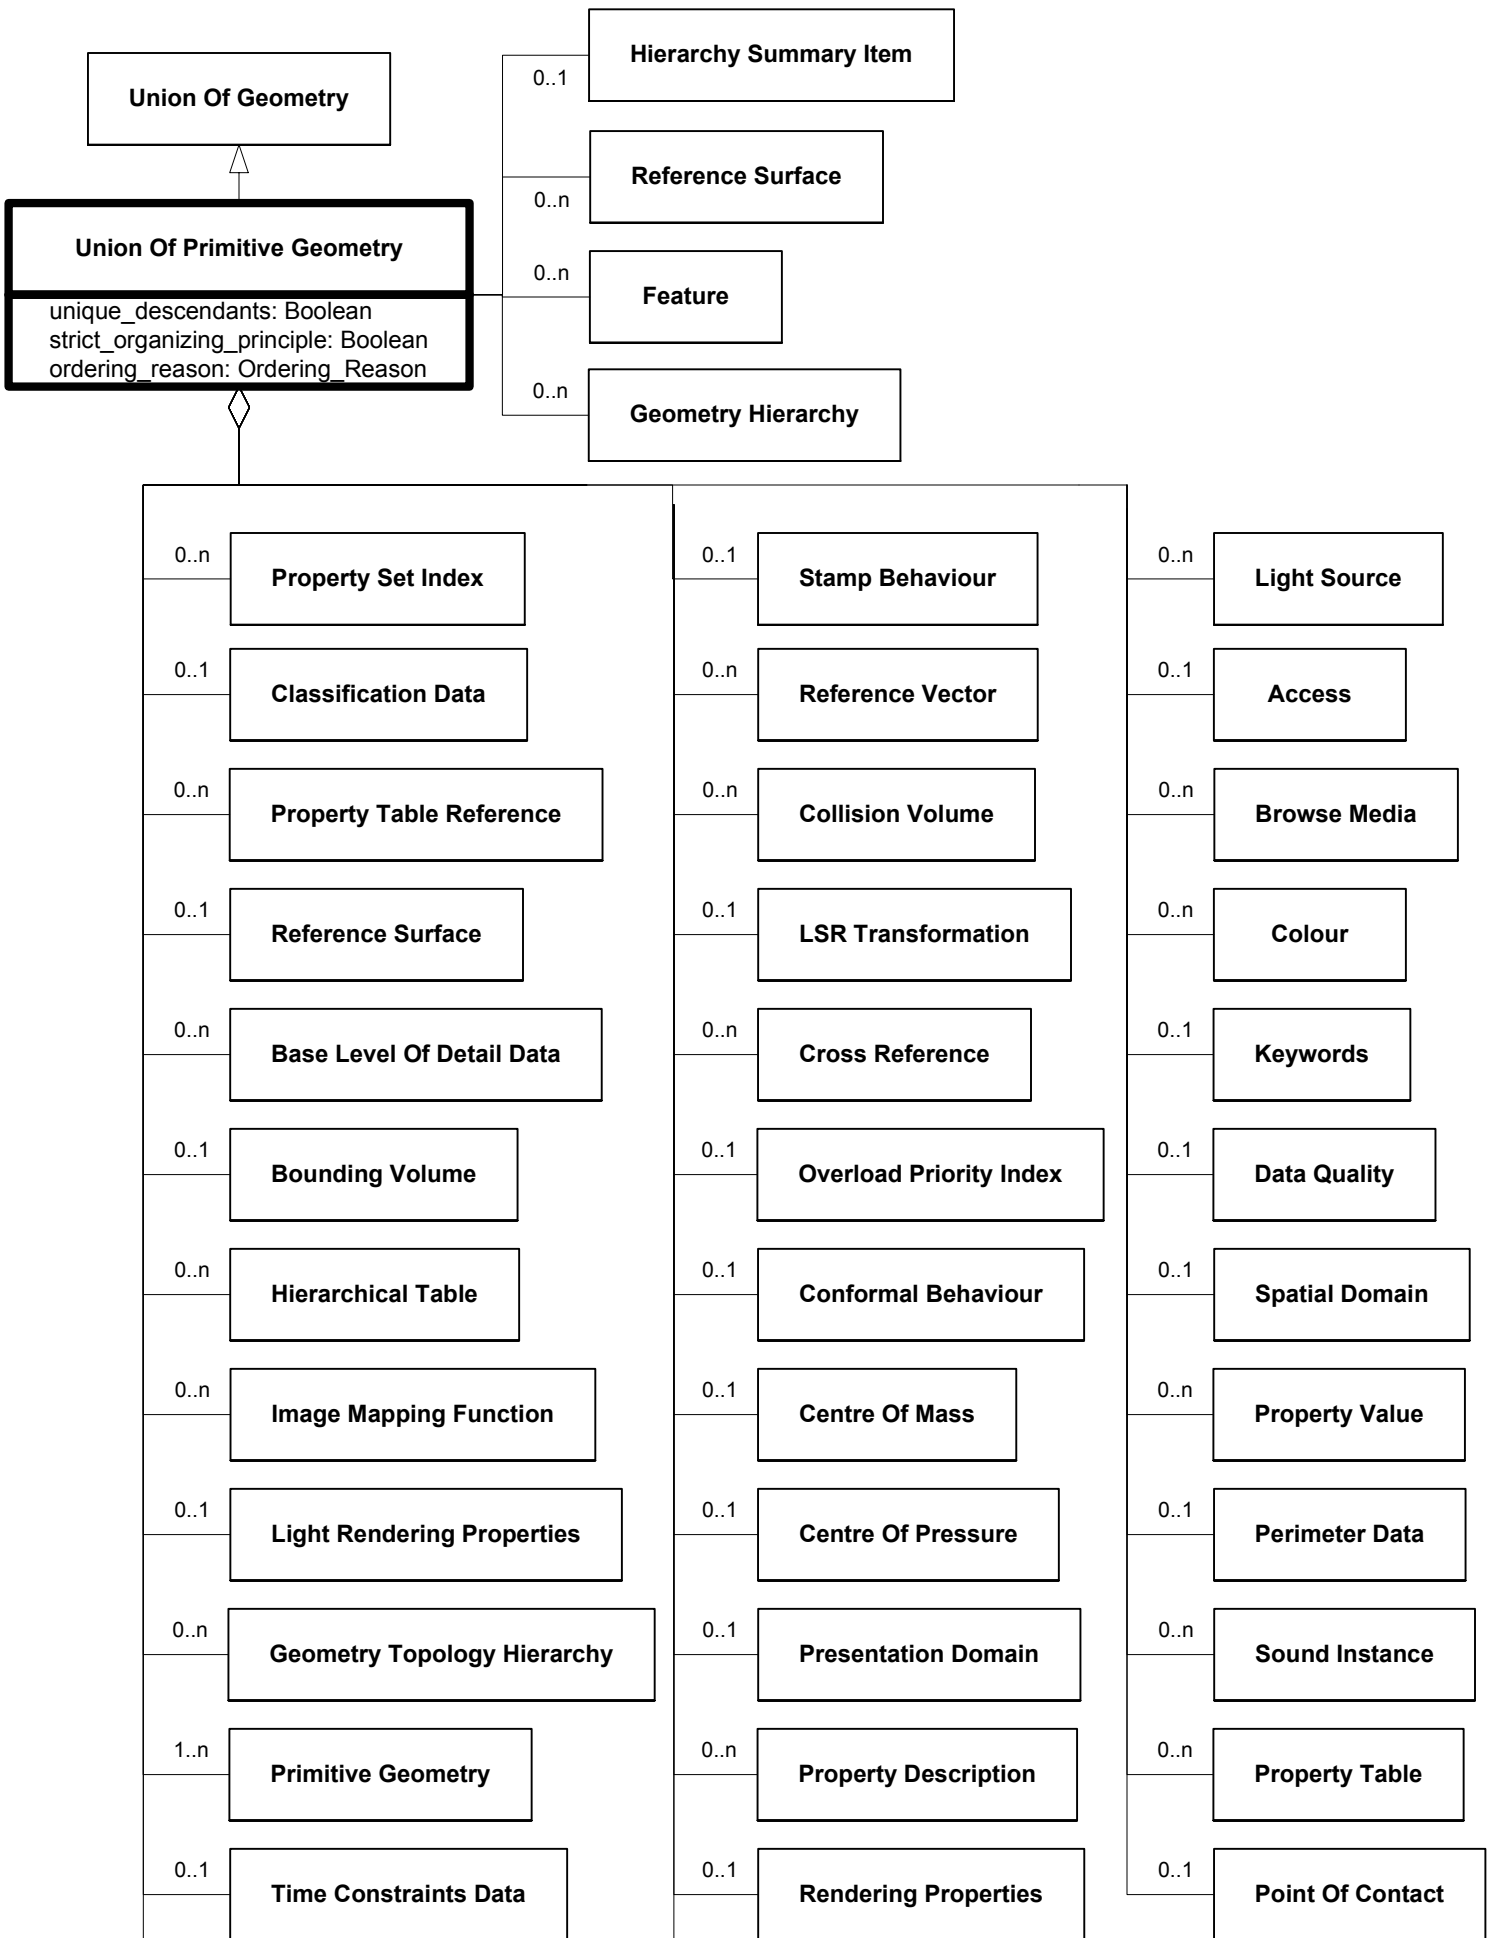 Union Of Geometry
Union Of Primitive Geometry
unique_descendants: Boolean
strict_organizing_principle: Boolean
ordering_reason: Ordering_Reason
0..1
Hierarchy Summary Item
0..n
Reference Surface
0..n
Feature
0..n
Geometry Hierarchy
0..n
Property Set Index
0..1
Classification Data
0..n
Property Table Reference
0..1
Reference Surface
0..n
Base Level Of Detail Data
0..1
Bounding Volume
0..n
Hierarchical Table
0..n
Image Mapping Function
0..1
Light Rendering Properties
0..n
Geometry Topology Hierarchy
1..n
Primitive Geometry
0..1
Time Constraints Data
0..1
Stamp Behaviour
0..n
Reference Vector
0..n
Collision Volume
0..1
LSR Transformation
0..n
Cross Reference
0..1
Overload Priority Index
0..1
Conformal Behaviour
0..1
Centre Of Mass
0..1
Centre Of Pressure
0..1
Presentation Domain
0..n
Property Description
0..1
Rendering Properties
0..n
Light Source
0..1
Access
0..n
Browse Media
0..n
Colour
0..1
Keywords
0..1
Data Quality
0..1
Spatial Domain
0..n
Property Value
0..1
Perimeter Data
0..n
Sound Instance
0..n
Property Table
0..1
Point Of Contact